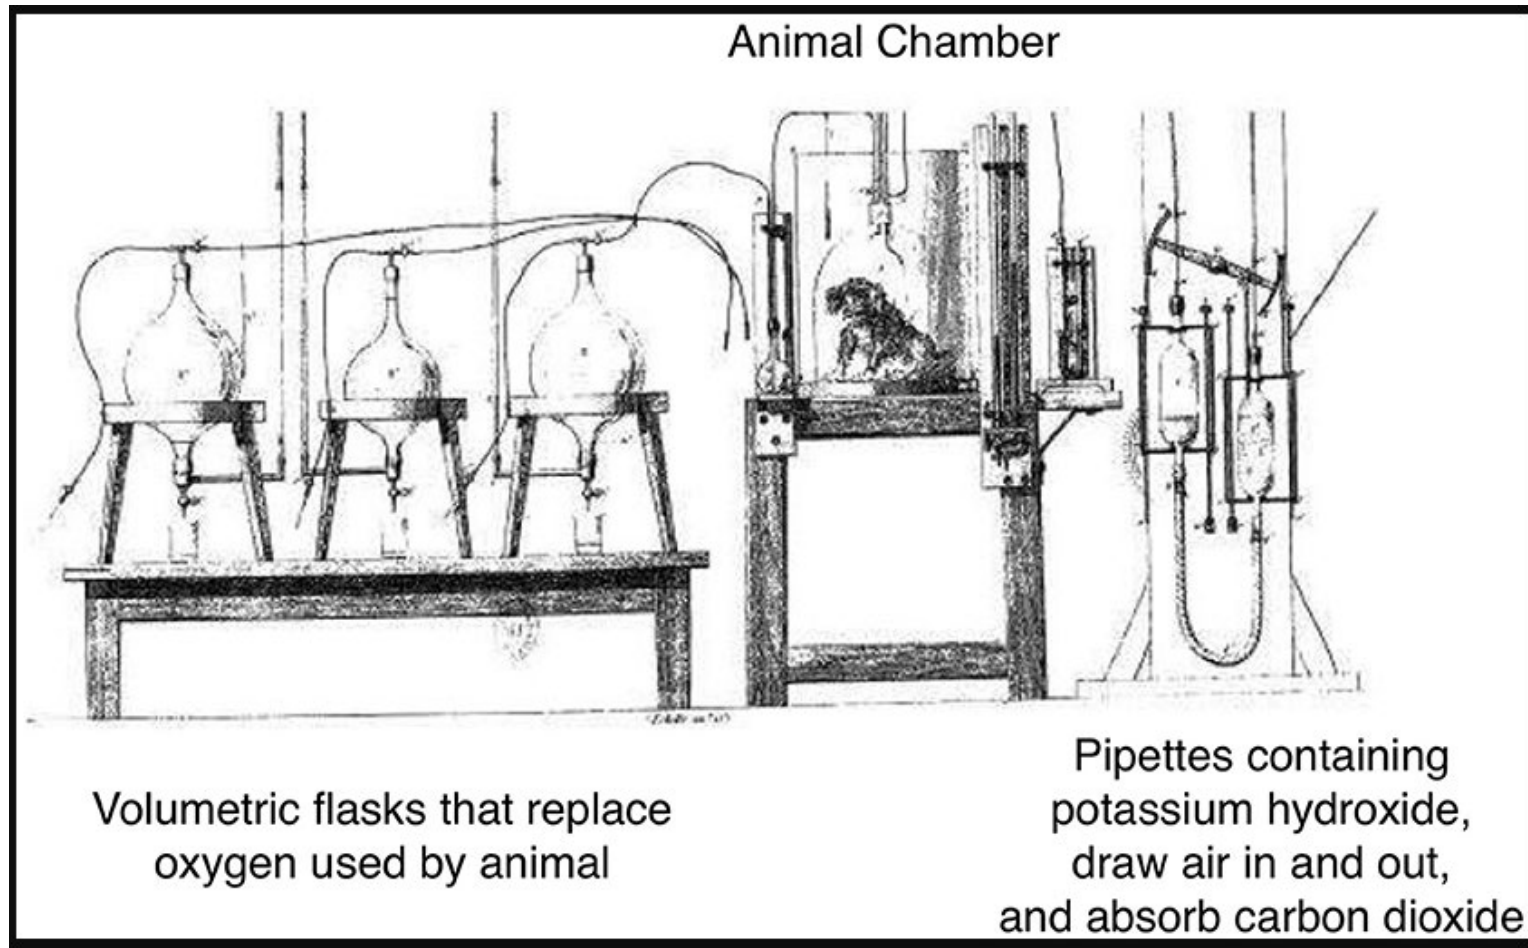 Animal Chamber
Volumetric flasks that replace
oxygen used by animal
Pipettes containing
potassium hydroxide,
draw air in and out,
and absorb carbon dioxide